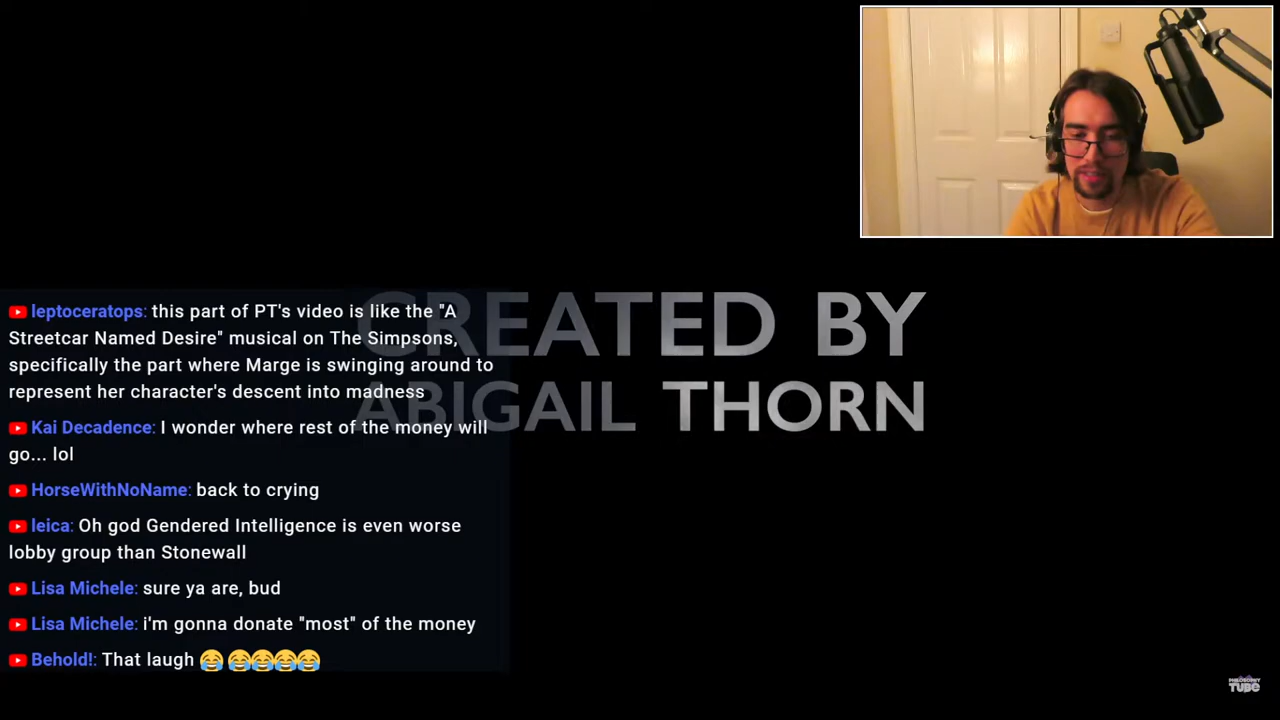 leptoceratops: this part of PT's video is like the "A
Streetcar Named Desire" musical on The Simpsons,
specifically the part where Marge is swinging around to
represent her character's descent into madness
Kai Decadence: I wonder where rest of the money will
go... lol
HorseWithNoName: back to crying
leica: Oh god Gendered Intelligence is even worse
lobby group than Stonewall
Lisa Michele: sure ya are, bud
Lisa Michele: i'm gonna donate "most" of the money
Behold!: That laugh 😂 😂😂😂😂
CREATED BY
ABIGAIL THORN
PHILOSOPHY
TUBE